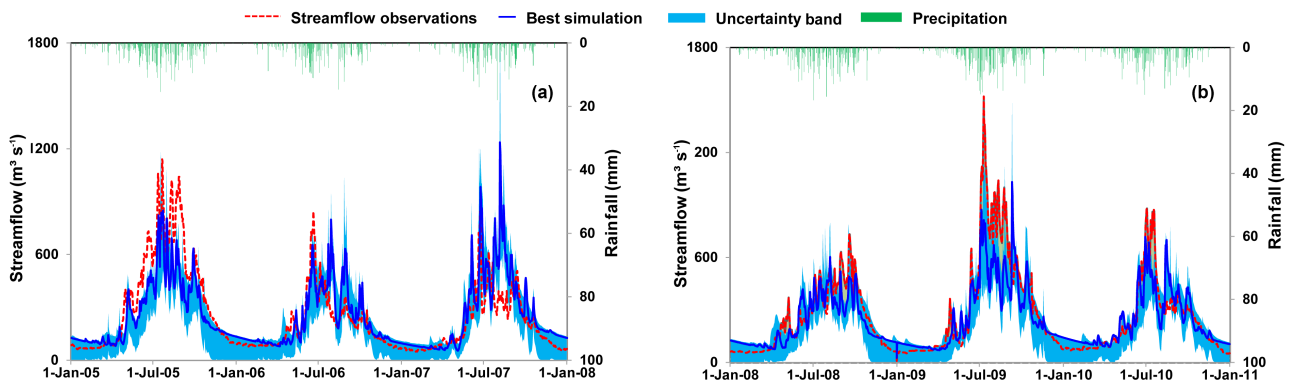 Streamflow observations Best simulation Uncertainty band Precipitation
1800 0
(a)
20
1200
40
Streamflow (m³ s⁻¹)
Rainfall (mm)
600
60
80
0 100
1-Jan-05 1-Jul-05 1-Jan-06 1-Jul-06 1-Jan-07 1-Jul-07 1-Jan-08
1800 0
(b)
20
200
40
Streamflow (m³ s⁻¹)
Rainfall (mm)
600
60
80
0 100
1-Jan-08 1-Jul-08 1-Jan-09 1-Jul-09 1-Jan-10 1-Jul-10 1-Jan-11